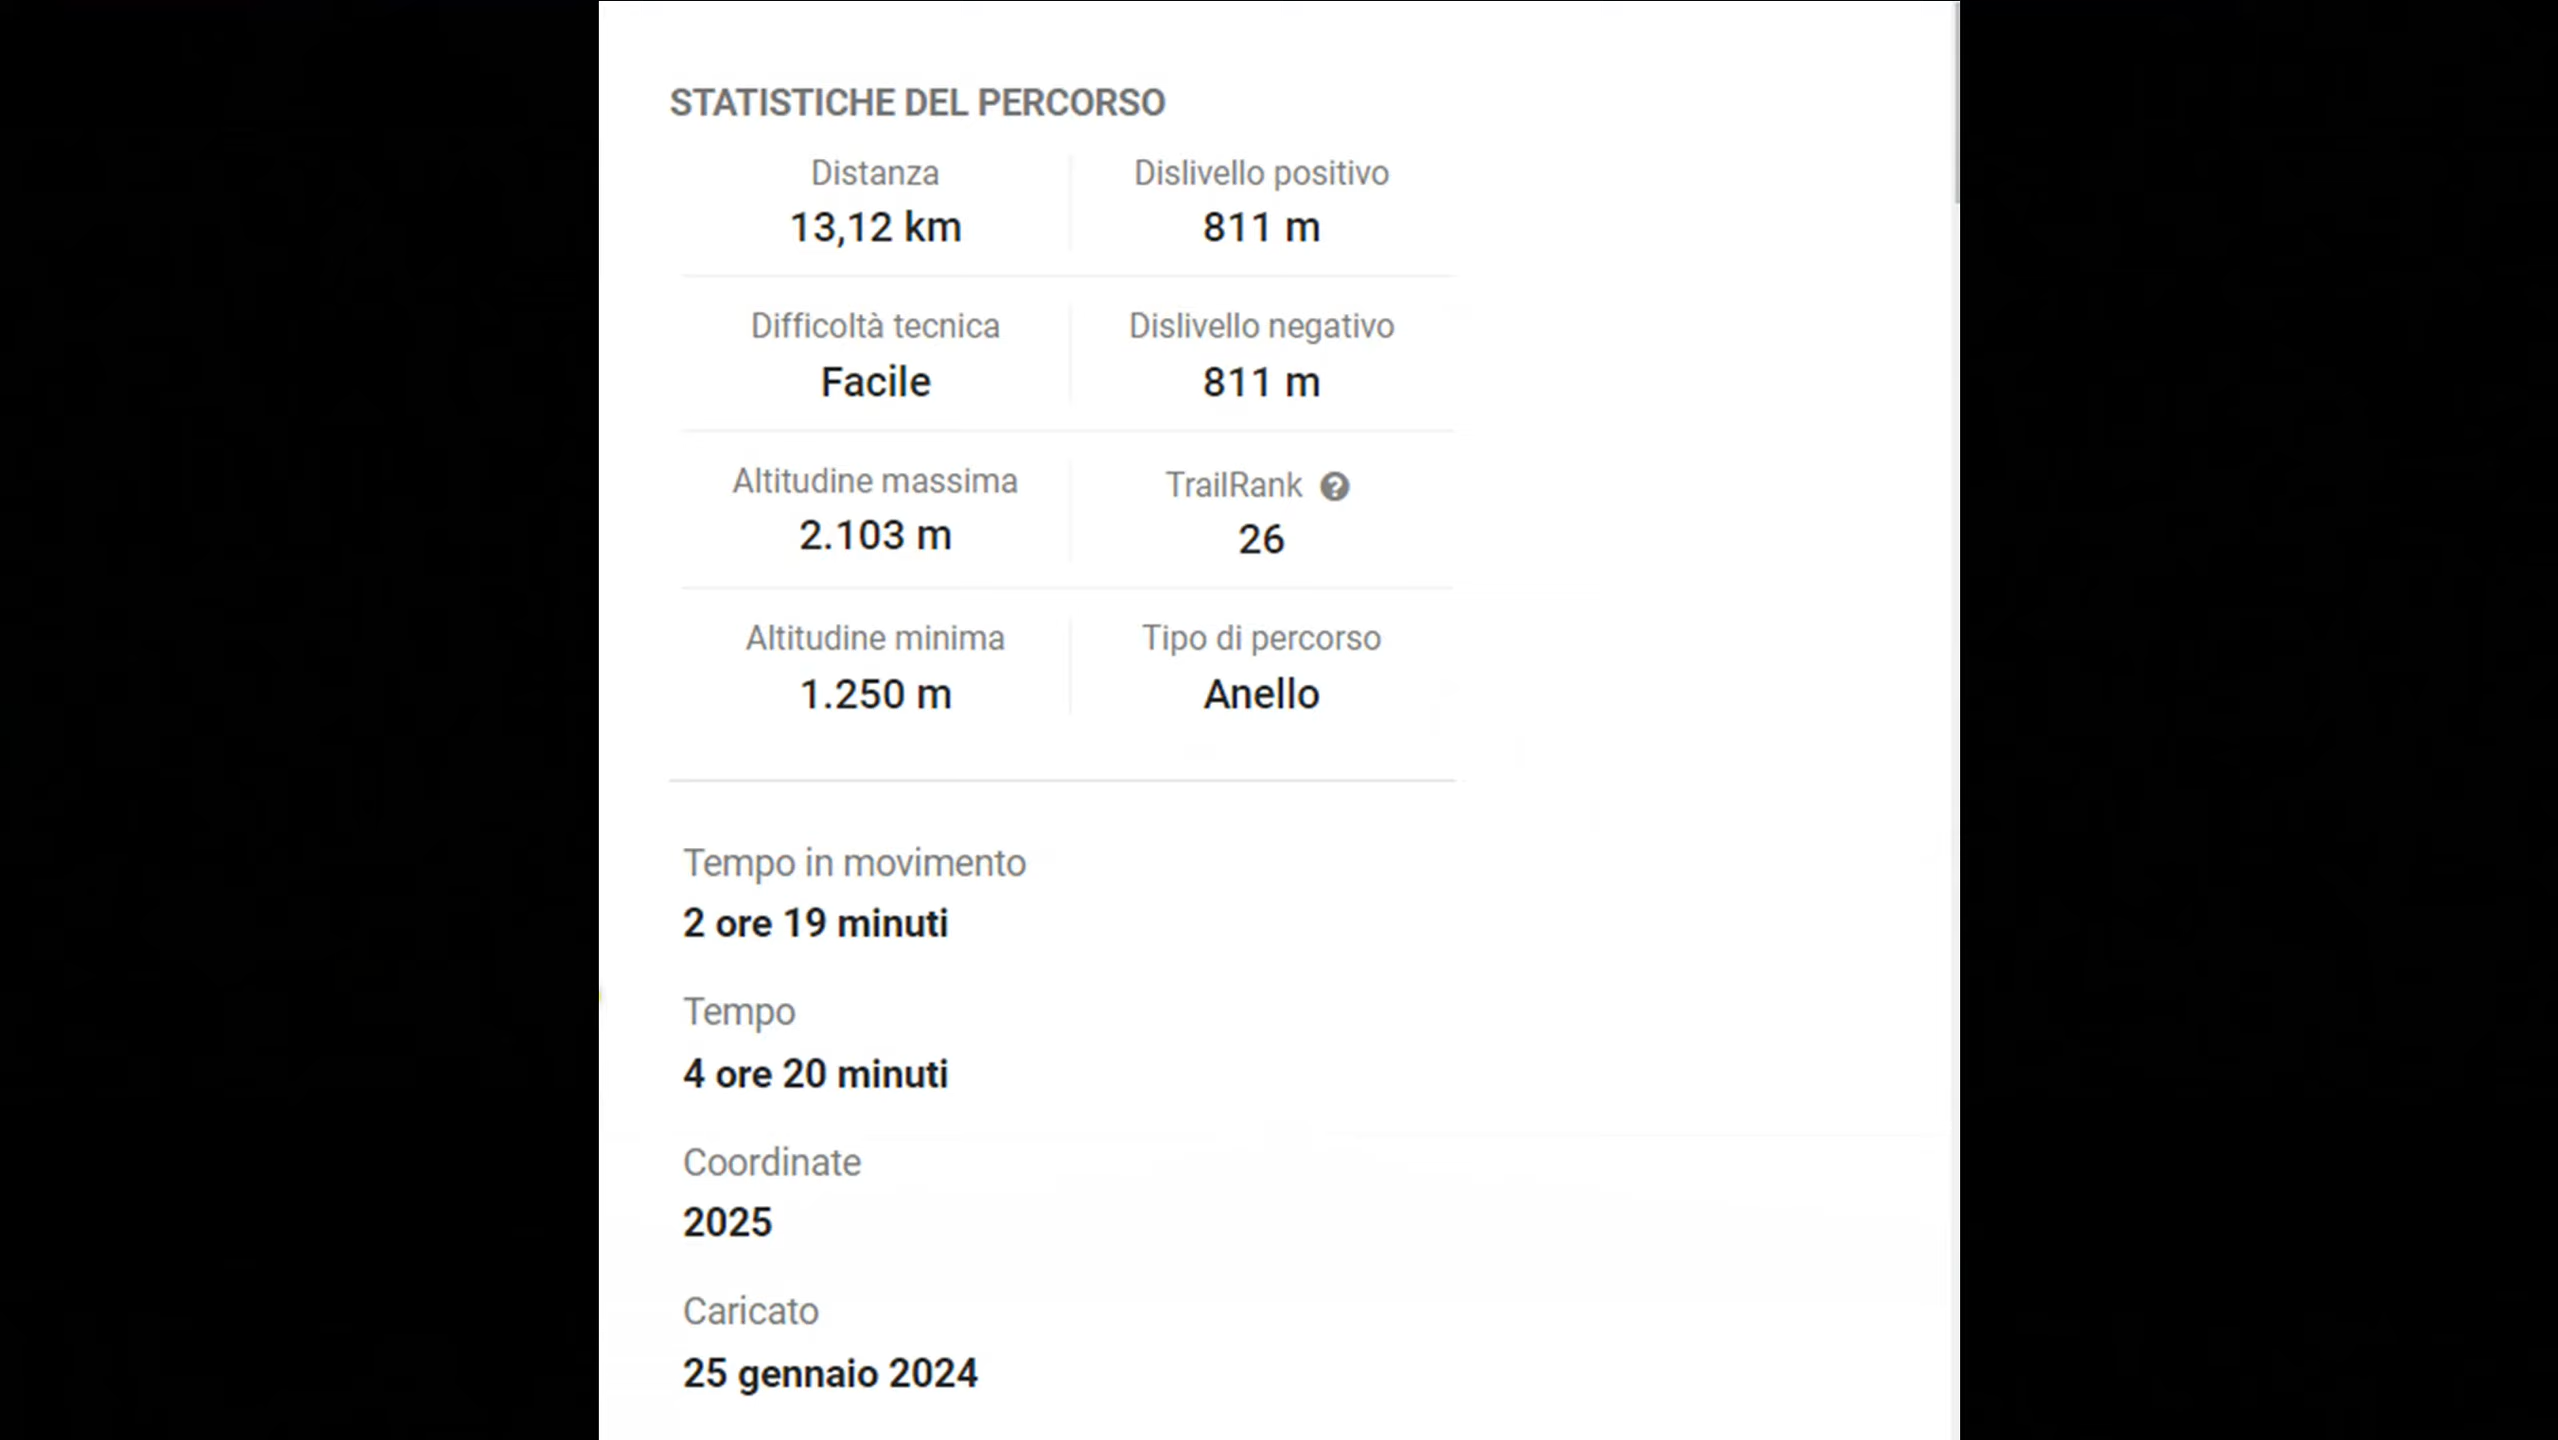 STATISTICHE DEL PERCORSO
Distanza
13,12 km
Dislivello positivo
811 m
Difficoltà tecnica
Facile
Dislivello negativo
811 m
Altitudine massima
2.103 m
TrailRank ?
26
Altitudine minima
1.250 m
Tipo di percorso
Anello
Tempo in movimento
2 ore 19 minuti
Tempo
4 ore 20 minuti
Coordinate
2025
Caricato
25 gennaio 2024